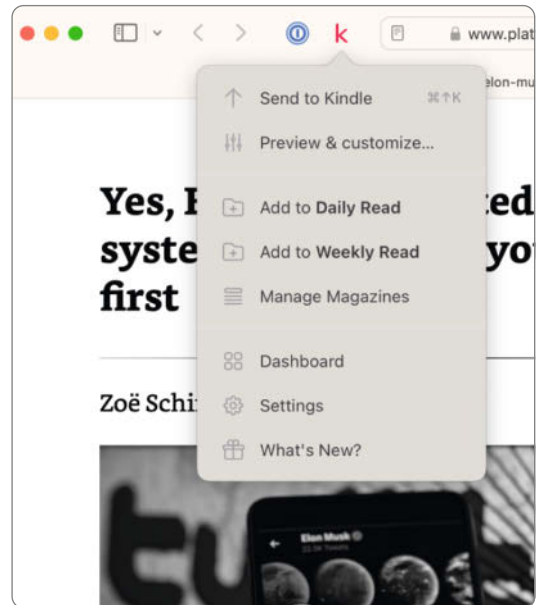 k
www.plat
elon-mu
Send to Kindle ⌘⇡K
Preview & customize...
Yes, E
ted
Add to Daily Read
syste
yo
Add to Weekly Read
first
Manage Magazines
Dashboard
Zoë Schi
Settings
What's New?
Elon Musk